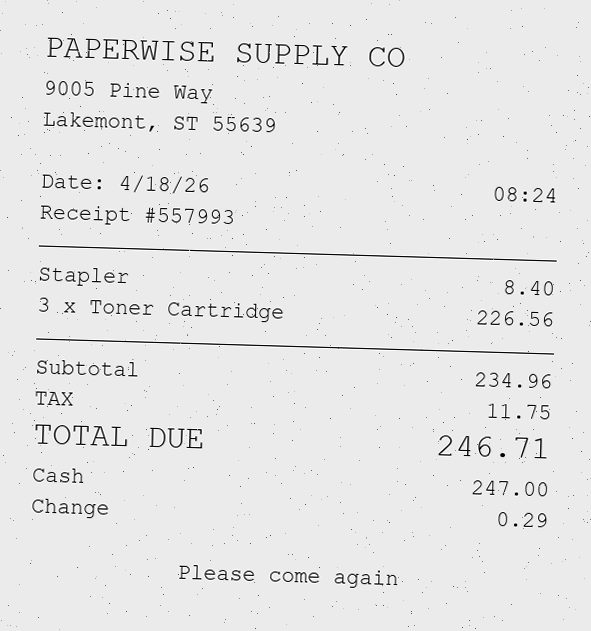 PAPERWISE SUPPLY CO
9005 Pine Way
Lakemont, ST 55639
Date: 4/18/26 08:24
Receipt #557993
Stapler 8.40
3 x Toner Cartridge 226.56
Subtotal 234.96
TAX 11.75
TOTAL DUE 246.71
Cash 247.00
Change 0.29
Please come again